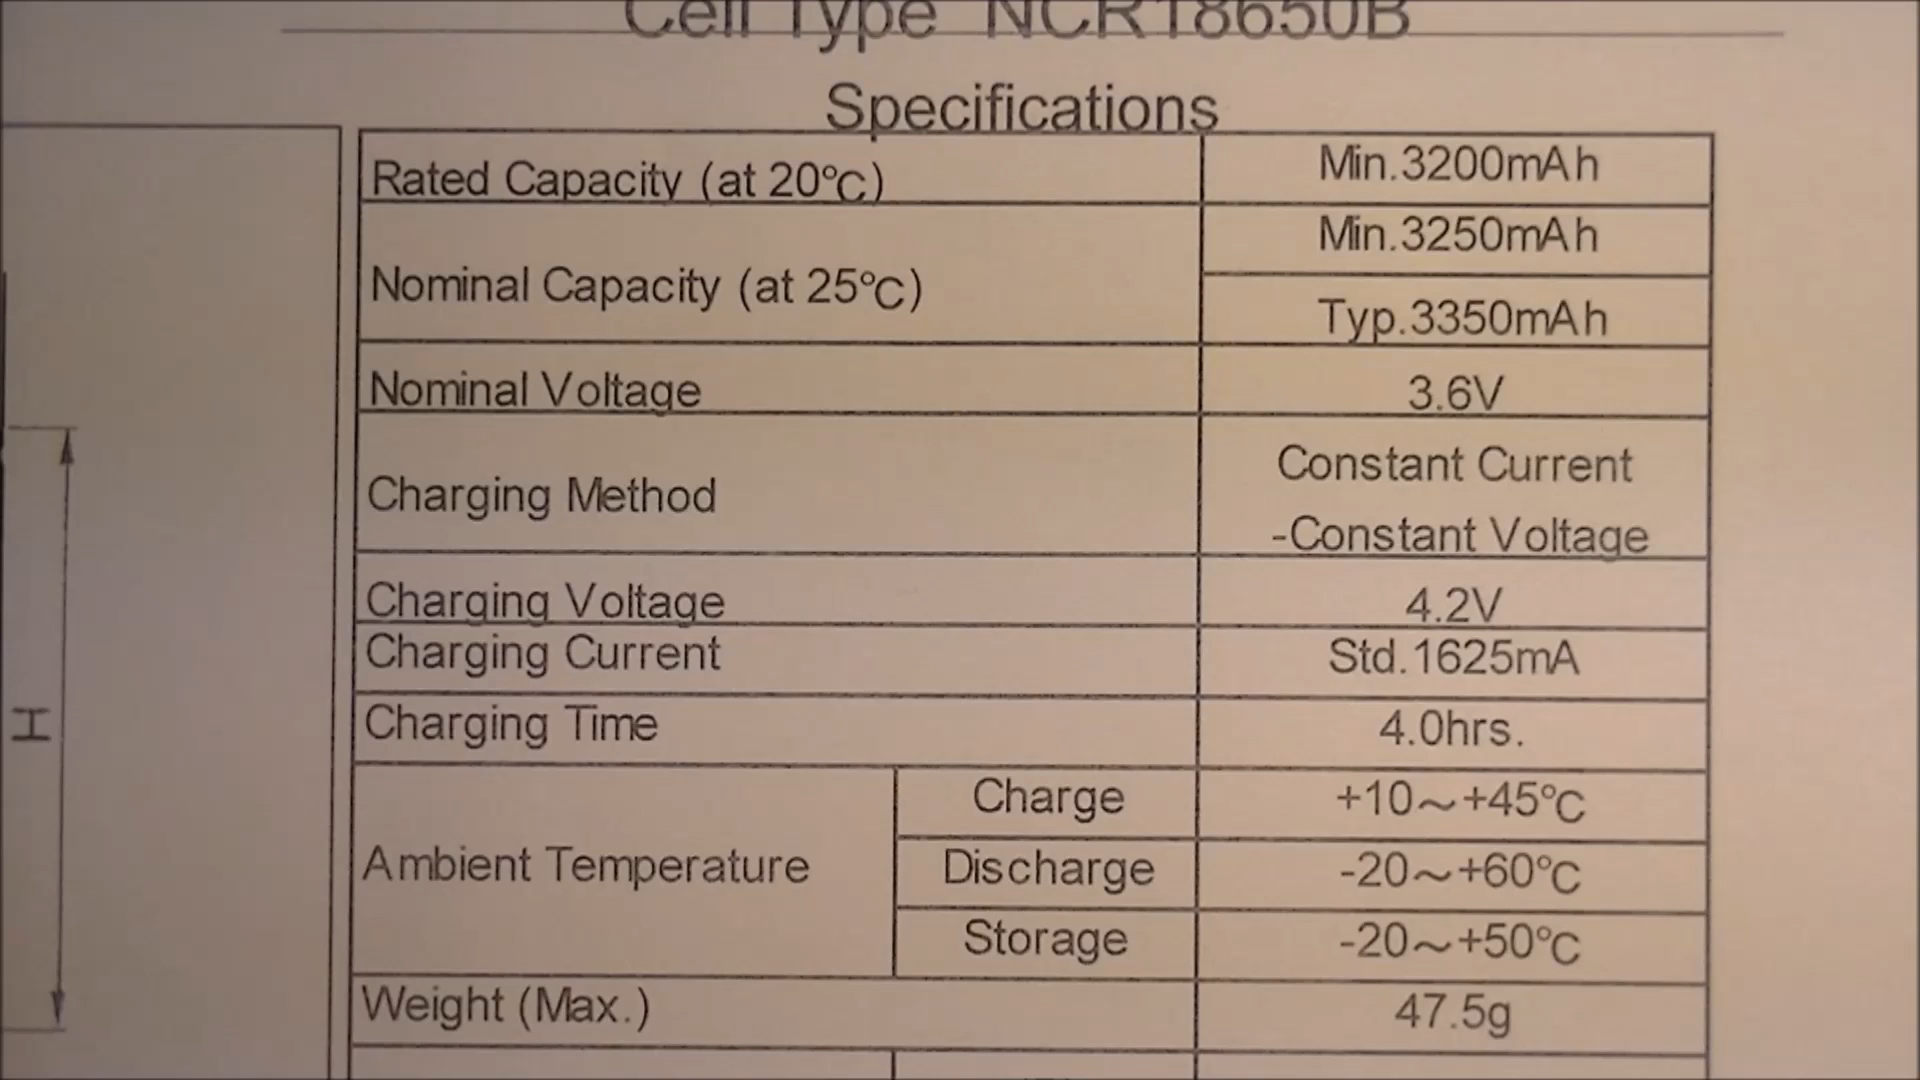 Cell Type NCR18650B
Specifications
Rated Capacity (at 20℃) Min.3200mAh
Nominal Capacity (at 25℃) Min.3250mAh
Typ.3350mAh
Nominal Voltage 3.6V
Charging Method Constant Current
-Constant Voltage
Charging Voltage 4.2V
Charging Current Std.1625mA
Charging Time 4.0hrs.
Ambient Temperature Charge +10～+45℃
Discharge -20～+60℃
Storage -20～+50℃
Weight (Max.) 47.5g
H